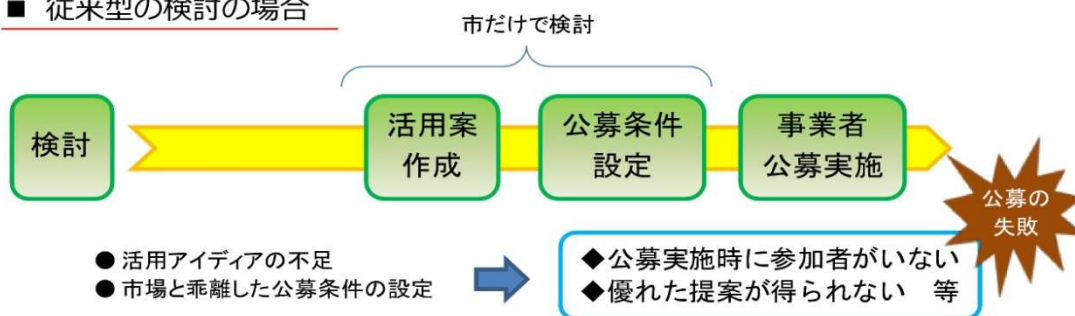 ■ 従来型の検討の場合
市だけで検討
検討
活用案
作成
公募条件
設定
事業者
公募実施
公募の
失敗
● 活用アイディアの不足
● 市場と乖離した公募条件の設定
◆公募実施時に参加者がいない
◆優れた提案が得られない　等